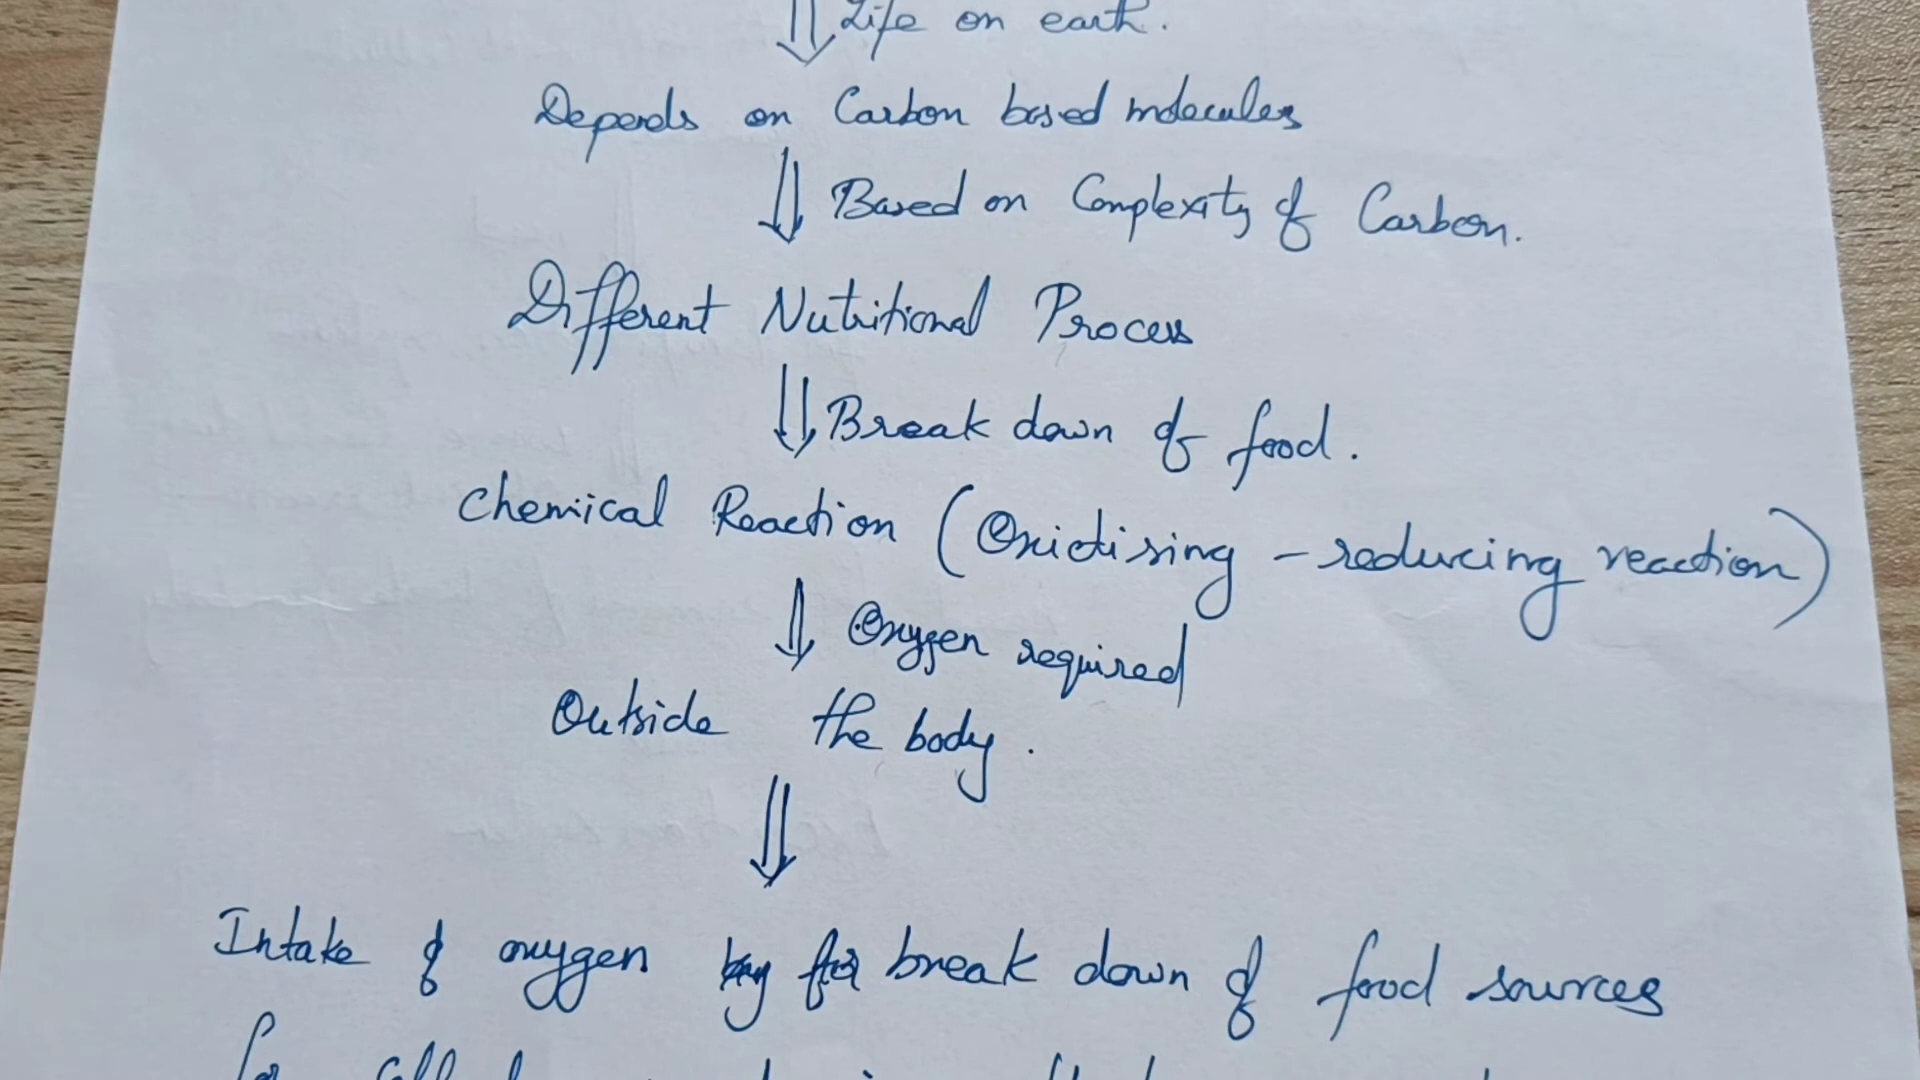 Life on earth.
Depends on Carbon based molecules
Based on Complexity of Carbon.
Different Nutritional Process
Break down of food.
Chemical Reaction (Oxidising - reducing reaction)
Oxygen required
Outside the body.
Intake of oxygen for break down of food sources
for